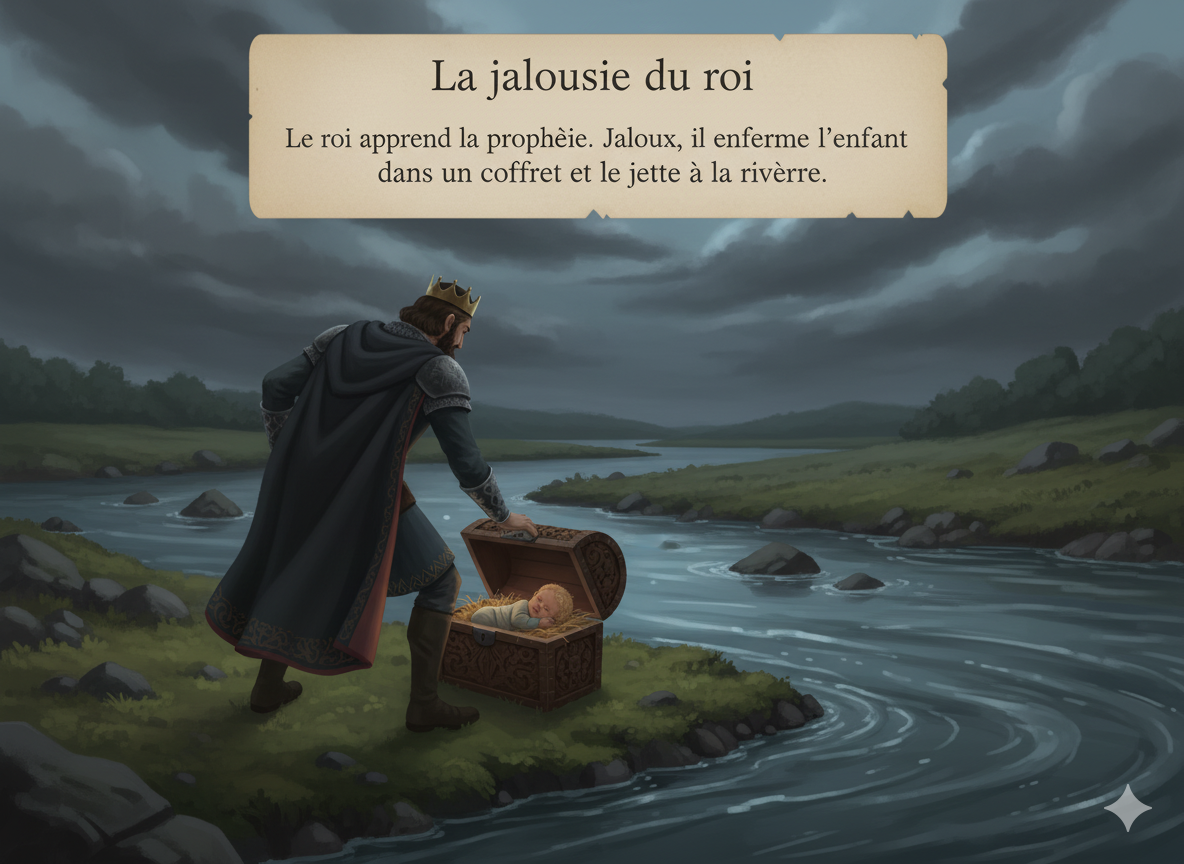 La jalousie du roi
Le roi apprend la prophêie. Jaloux, il enferme l’enfant
dans un coffret et le jette à la rivèrre.